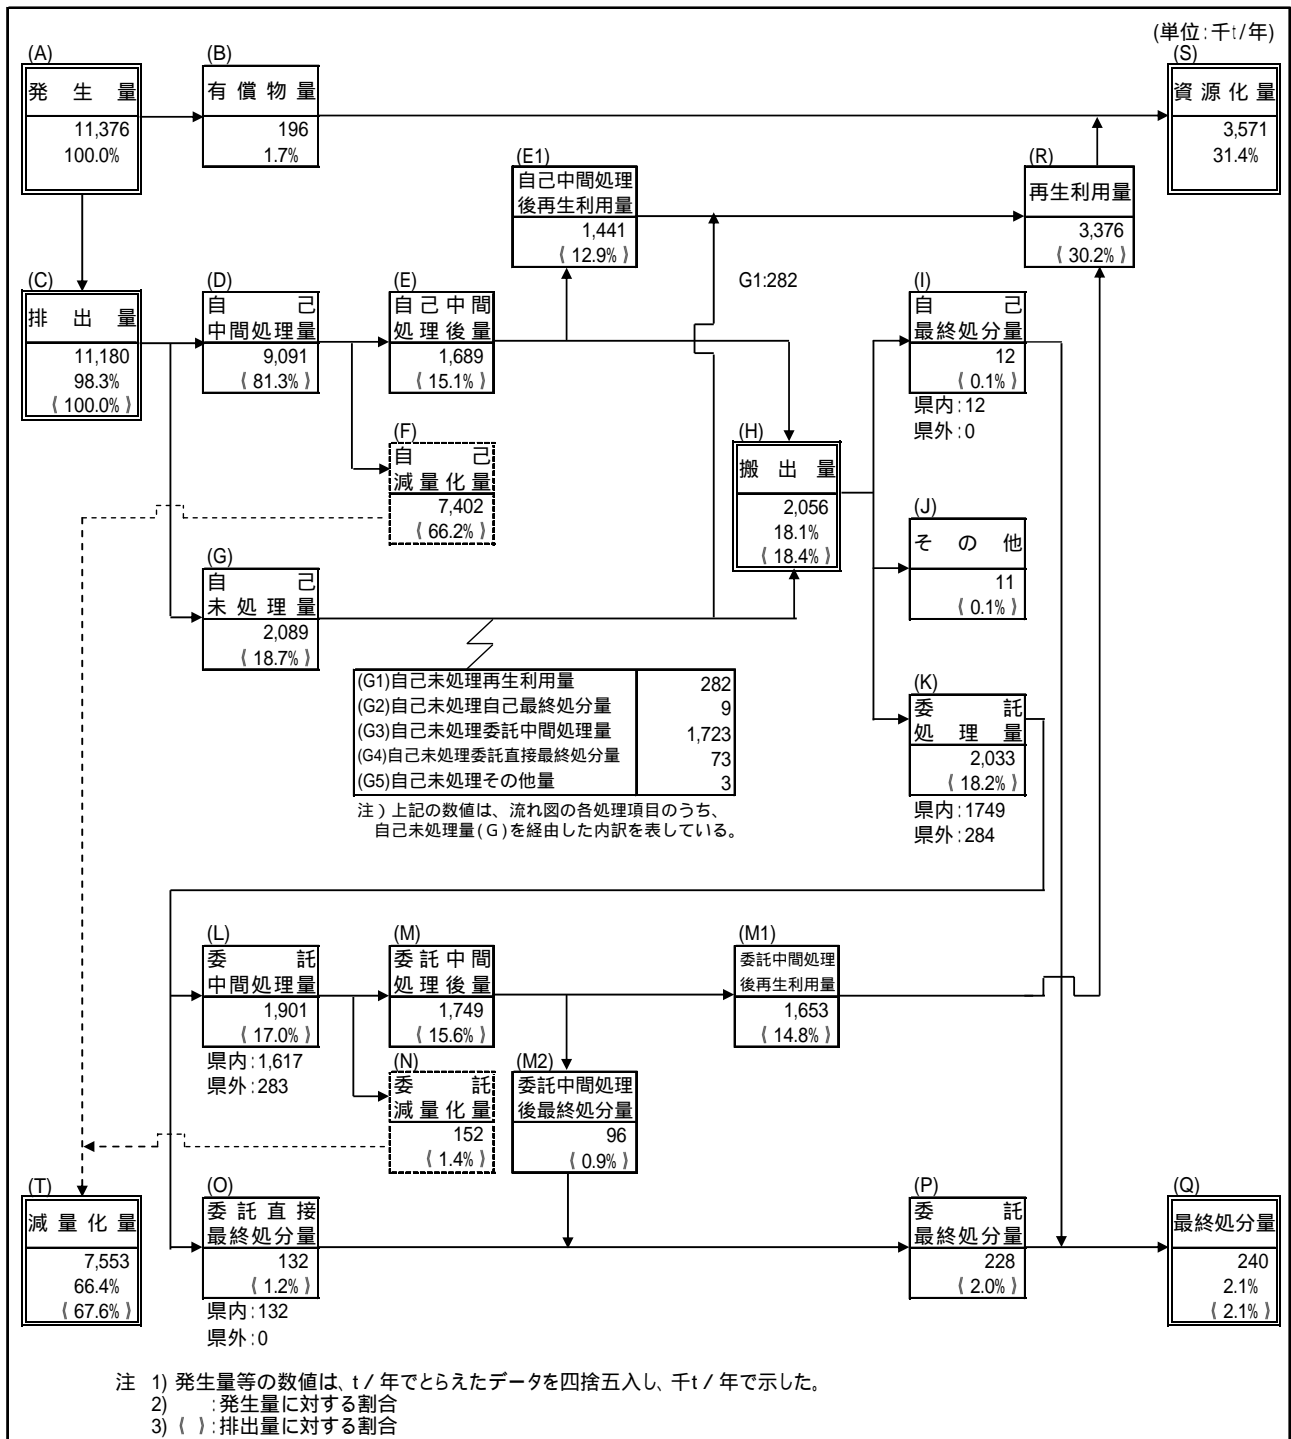 (単位:千t/年)
(A)
発生量
11,376
100.0%
(B)
有償物量
196
1.7%
(S)
資源化量
3,571
31.4%
(E1)
自己中間処理
後再生利用量
1,441
⟪12.9%⟫
(R)
再生利用量
3,376
⟪30.2%⟫
G1:282
(C)
排出量
11,180
98.3%
⟪100.0%⟫
(D)
自己
中間処理量
9,091
⟪81.3%⟫
(E)
自己中間
処理後量
1,689
⟪15.1%⟫
(I)
自己
最終処分量
12
⟪0.1%⟫
県内:12
県外:0
(F)
自己
減量化量
7,402
⟪66.2%⟫
(H)
搬出量
2,056
18.1%
⟪18.4%⟫
(J)
その他
11
⟪0.1%⟫
(G)
自己
未処理量
2,089
⟪18.7%⟫
(G1)自己未処理再生利用量 282
(G2)自己未処理自己最終処分量 9
(G3)自己未処理委託中間処理量 1,723
(G4)自己未処理委託直接最終処分量 73
(G5)自己未処理その他量 3
注)上記の数値は、流れ図の各処理項目のうち、
自己未処理量(G)を経由した内訳を表している。
(K)
委託
処理量
2,033
⟪18.2%⟫
県内:1749
県外:284
(L)
委託
中間処理量
1,901
⟪17.0%⟫
県内:1,617
県外:283
(M)
委託中間
処理後量
1,749
⟪15.6%⟫
(M1)
委託中間処理
後再生利用量
1,653
⟪14.8%⟫
(N)
委託
減量化量
152
⟪1.4%⟫
(M2)
委託中間処理
後最終処分量
96
⟪0.9%⟫
(T)
減量化量
7,553
66.4%
⟪67.6%⟫
(O)
委託直接
最終処分量
132
⟪1.2%⟫
県内:132
県外:0
(P)
委託
最終処分量
228
⟪2.0%⟫
(Q)
最終処分量
240
2.1%
⟪2.1%⟫
注 1) 発生量等の数値は、t/年でとらえたデータを四捨五入し、千t/年で示した。
2) :発生量に対する割合
3) ⟪ ⟫:排出量に対する割合